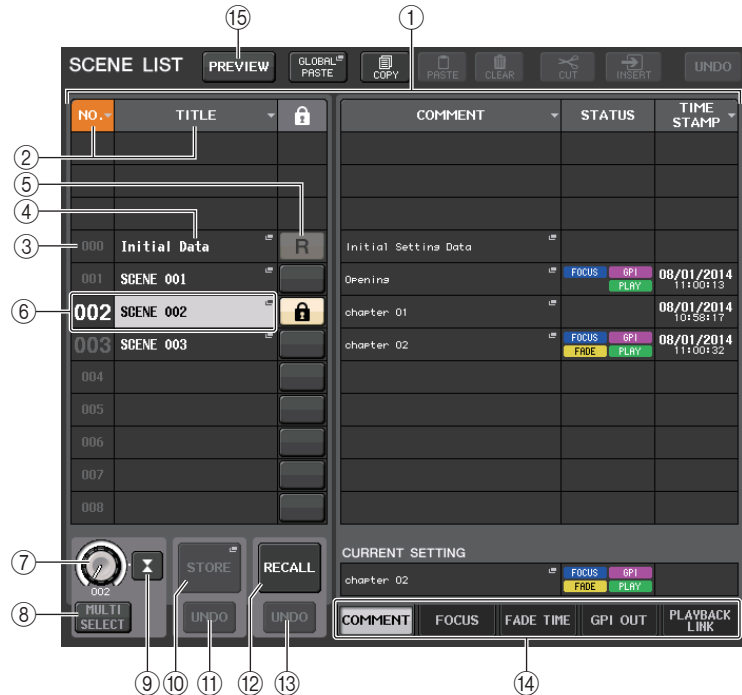 ⑮ ①
SCENE LIST PREVIEW GLOBAL PASTE COPY PASTE CLEAR CUT INSERT UNDO
NO. TITLE COMMENT STATUS TIME STAMP
②
⑤
④
③ 000 Initial Data R Initial Setting Data
001 SCENE 001 Opening FOCUS GPI PLAY 08/01/2014 11:00:13
⑥ 002 SCENE 002 chapter 01 08/01/2014 10:58:17
003 SCENE 003 chapter 02 FOCUS GPI FADE PLAY 08/01/2014 11:00:32
004
005
006
007
008
CURRENT SETTING
⑦ 002 STORE RECALL chapter 02 FOCUS GPI FADE PLAY
⑧ MULTI SELECT UNDO UNDO COMMENT FOCUS FADE TIME GPI OUT PLAYBACK LINK
⑨ ⑩ ⑪ ⑫ ⑬ ⑭